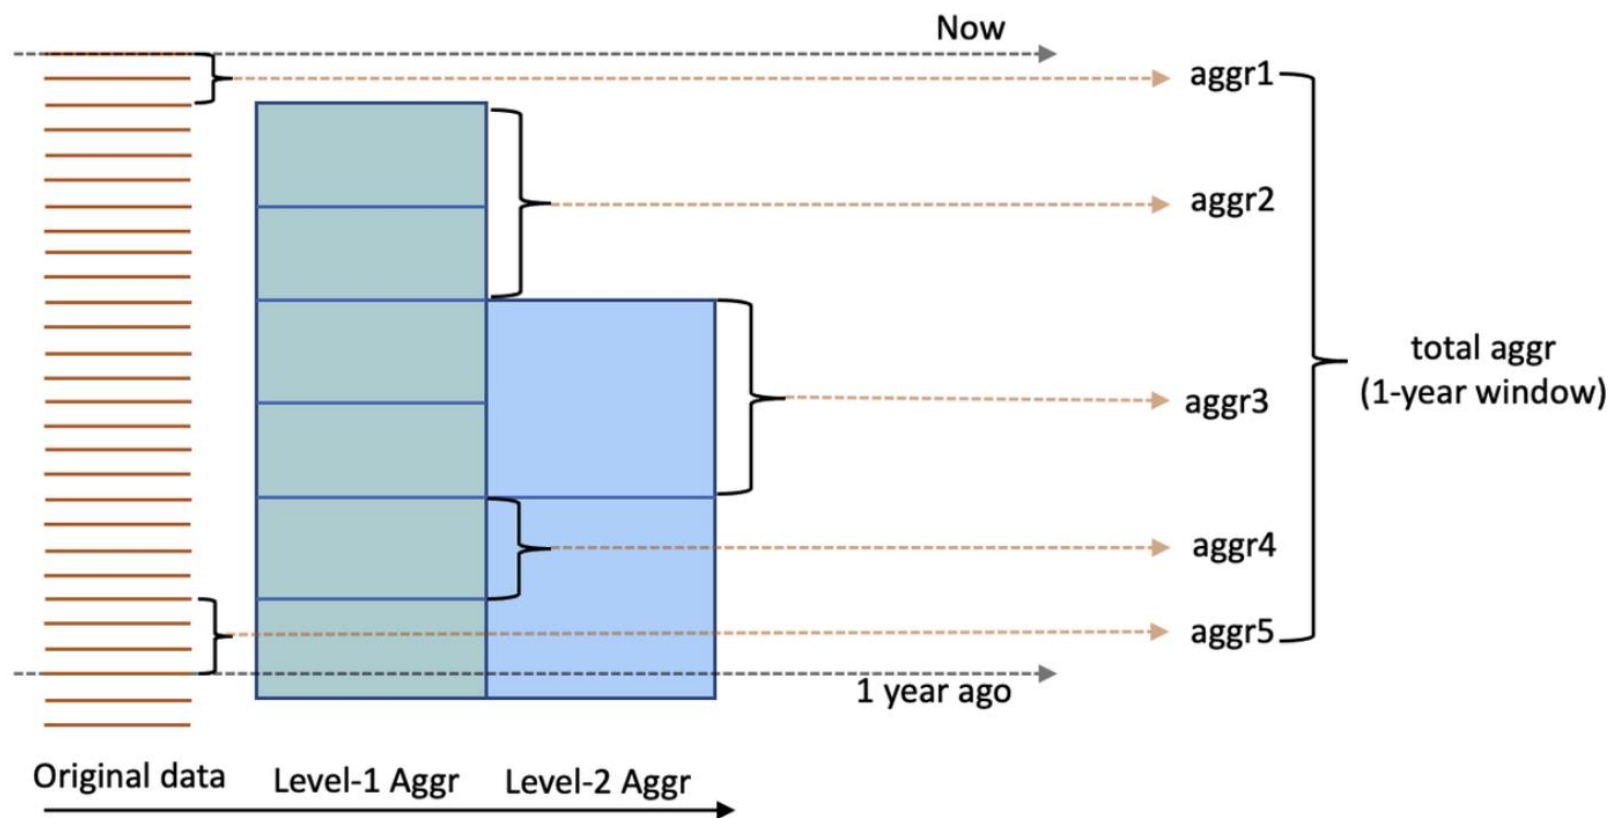 Now
aggr1
aggr2
aggr3
total aggr
(1-year window)
aggr4
aggr5
1 year ago
Original data
Level-1 Aggr
Level-2 Aggr